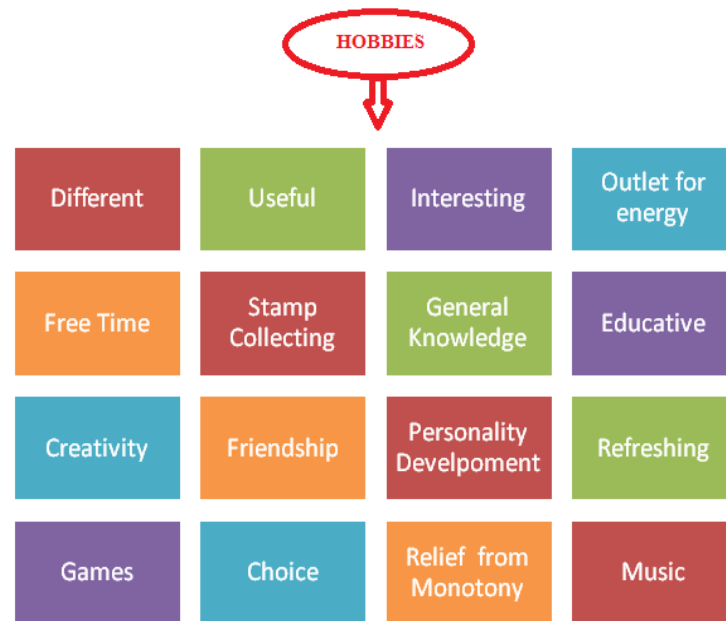 HOBBIES
Different
Useful
Interesting
Outlet for
energy
Free Time
Stamp
Collecting
General
Knowledge
Educative
Creativity
Friendship
Personality
Develpoment
Refreshing
Games
Choice
Relief from
Monotony
Music